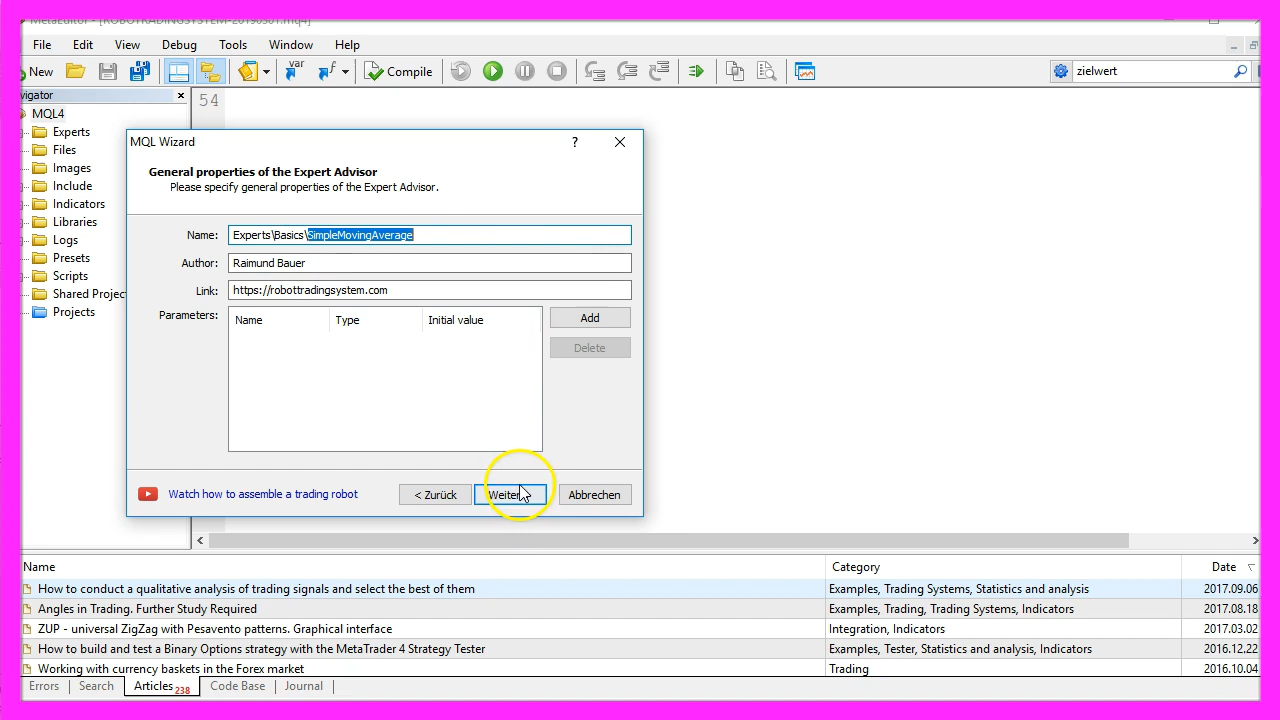 MetaEditor - [ROBOTRADINGSYSTEM-20190301.mq4]
File Edit View Debug Tools Window Help
New Compile zielwert
vigator 54
MQL4
Experts
Files
Images
Include
Indicators
Libraries
Logs
Presets
Scripts
Shared Projec
Projects
MQL Wizard ?
General properties of the Expert Advisor
Please specify general properties of the Expert Advisor.
Name: Experts\Basics\SimpleMovingAverage
Author: Raimund Bauer
Link: https://robottradingsystem.com
Parameters: Name Type Initial value Add
Delete
Watch how to assemble a trading robot < Zurück Weiter Abbrechen
Name Category Date
How to conduct a qualitative analysis of trading signals and select the best of them Examples, Trading Systems, Statistics and analysis 2017.09.06
Angles in Trading. Further Study Required Examples, Trading, Trading Systems, Indicators 2017.08.18
ZUP - universal ZigZag with Pesavento patterns. Graphical interface Integration, Indicators 2017.03.02
How to build and test a Binary Options strategy with the MetaTrader 4 Strategy Tester Examples, Tester, Statistics and analysis, Indicators 2016.12.22
Working with currency baskets in the Forex market Trading 2016.10.04
Errors Search Articles 238 Code Base Journal